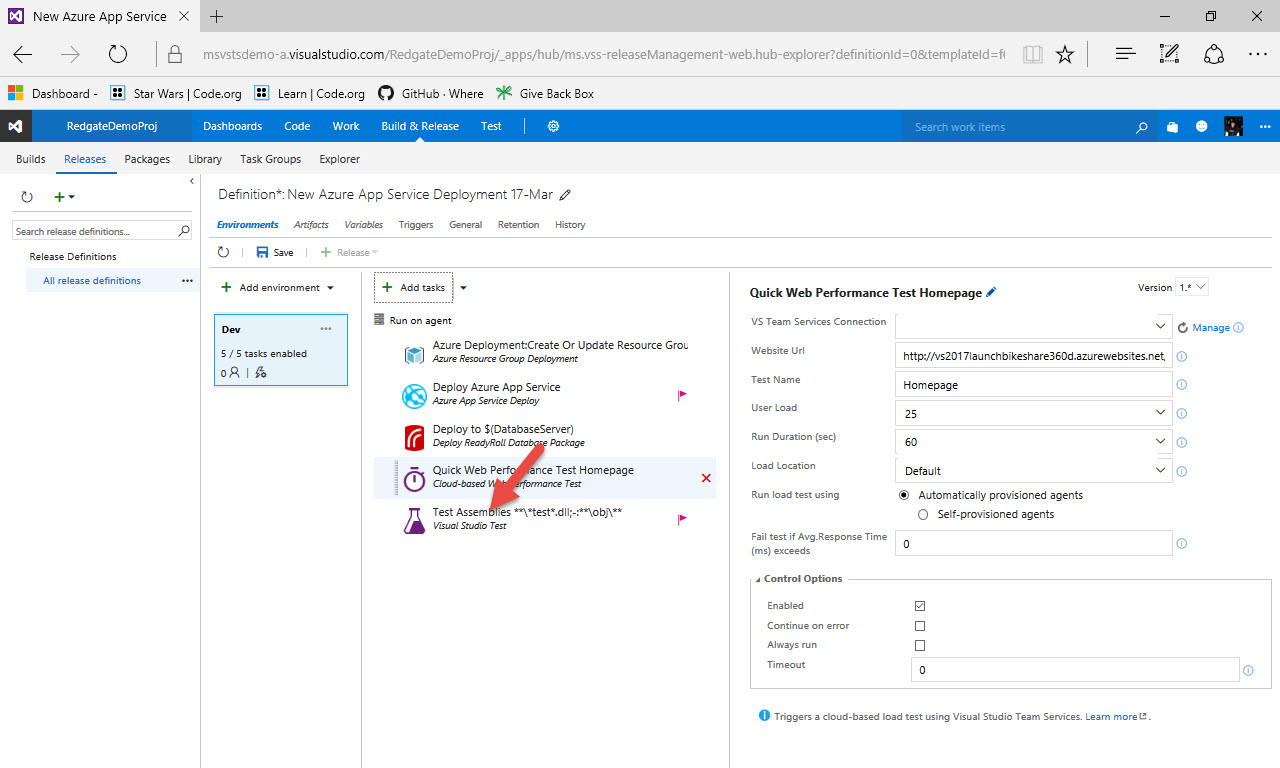 New Azure App Service
msvstsdemo-a.visualstudio.com/RedgateDemoProj/_apps/hub/ms.vss-releaseManagement-web.hub-explorer?definitionId=0&templateId=f
Dashboard - Star Wars | Code.org Learn | Code.org GitHub · Where Give Back Box
RedgateDemoProj Dashboards Code Work Build & Release Test Search work items
Builds Releases Packages Library Task Groups Explorer
Definition*: New Azure App Service Deployment 17-Mar
Search release definitions...
Environments Artifacts Variables Triggers General Retention History
Save Release
Release Definitions
All release definitions
Add environment
Dev
5 / 5 tasks enabled
0
Add tasks
Run on agent
Azure Deployment:Create Or Update Resource Grou
Azure Resource Group Deployment
Deploy Azure App Service
Azure App Service Deploy
Deploy to $(DatabaseServer)
Deploy ReadyRoll Database Package
Quick Web Performance Test Homepage
Cloud-based Performance Test
Test Assemblies **\*test*.dll;-:**\obj\**
Visual Studio Test
Quick Web Performance Test Homepage
Version 1.*
VS Team Services Connection
Manage
Website Url http://vs2017launchbikeshare360d.azurewebsites.net,
Test Name Homepage
User Load 25
Run Duration (sec) 60
Load Location Default
Run load test using Automatically provisioned agents
Self-provisioned agents
Fail test if Avg.Response Time
(ms) exceeds 0
Control Options
Enabled
Continue on error
Always run
Timeout 0
Triggers a cloud-based load test using Visual Studio Team Services. Learn more.